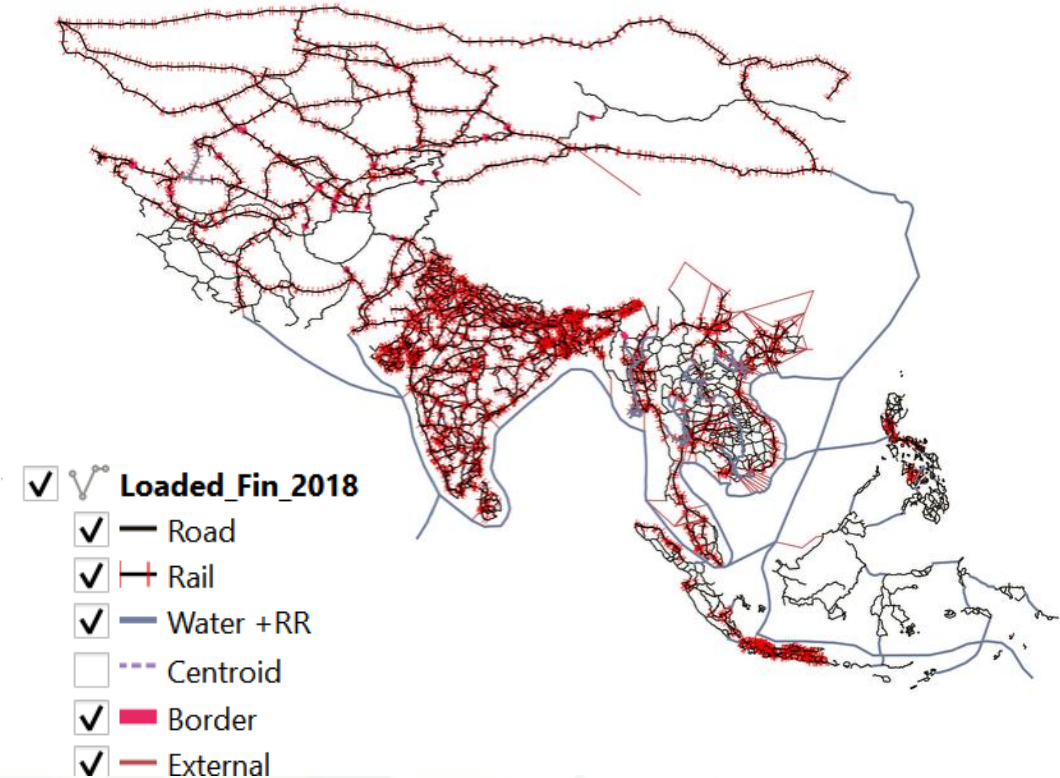 Loaded_Fin_2018
Road
Rail
Water +RR
Centroid
Border
External